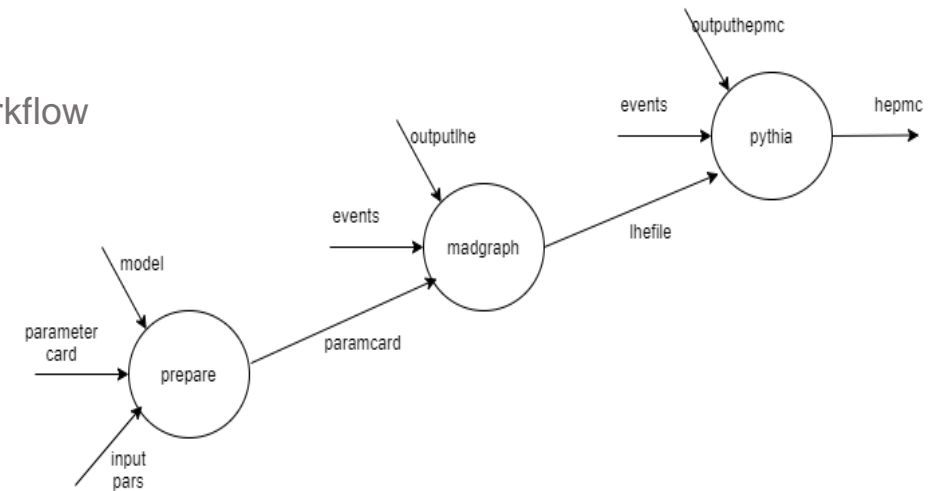 rkflow
outputhepmc
events
hepmc
pythia
outputlhe
events
lhefile
madgraph
model
parameter
card
paramcard
prepare
input
pars